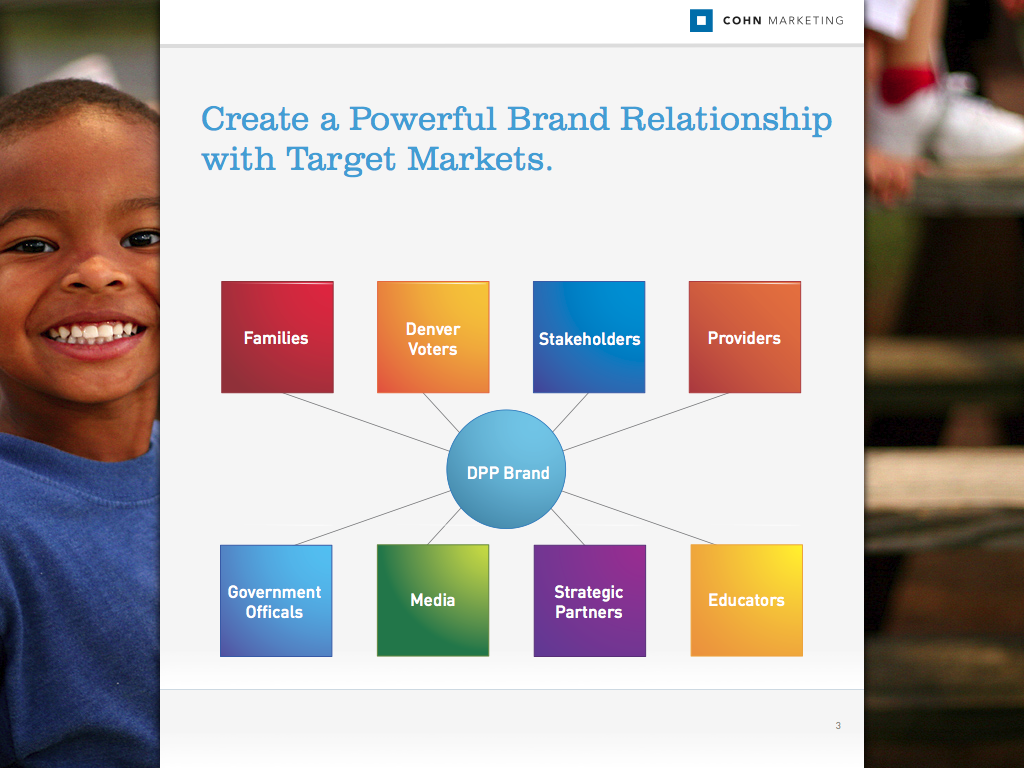 COHN MARKETING
Create a Powerful Brand Relationship
with Target Markets.
Families
Denver
Voters
Stakeholders
Providers
DPP Brand
Government
Officals
Media
Strategic
Partners
Educators
3